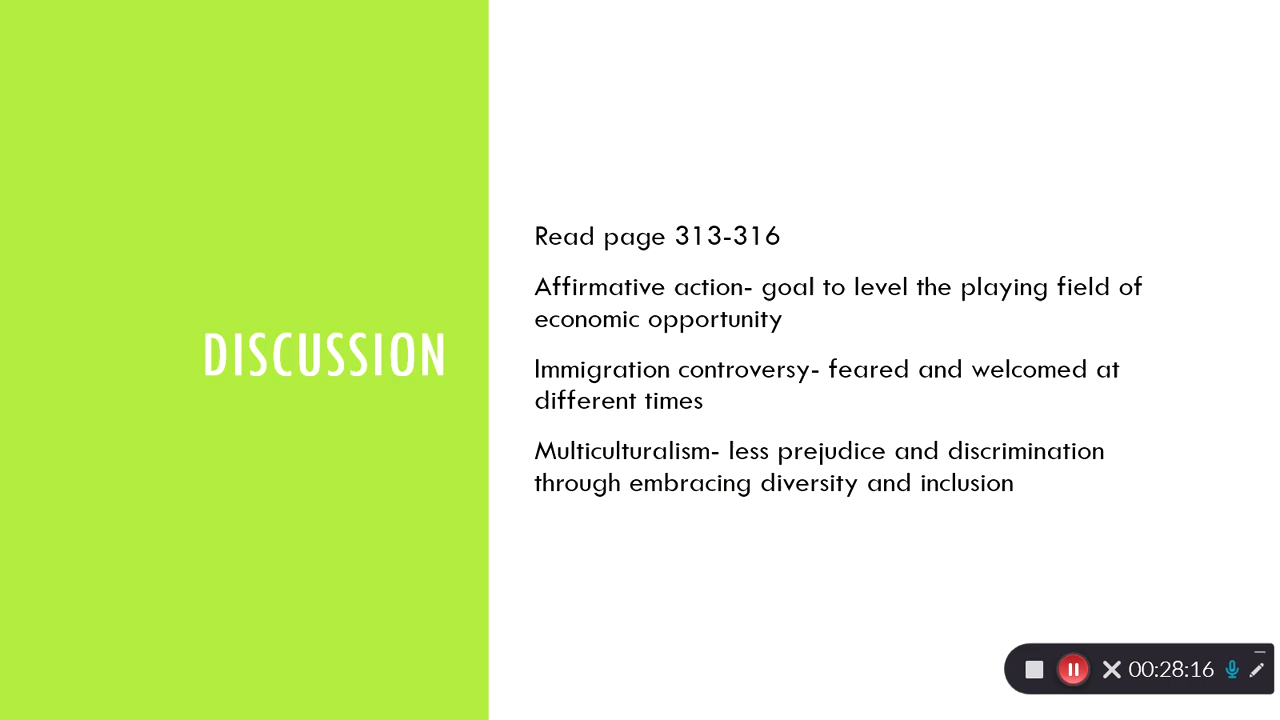 DISCUSSION
Read page 313-316
Affirmative action- goal to level the playing field of
economic opportunity
Immigration controversy- feared and welcomed at
different times
Multiculturalism- less prejudice and discrimination
through embracing diversity and inclusion
00:28:16